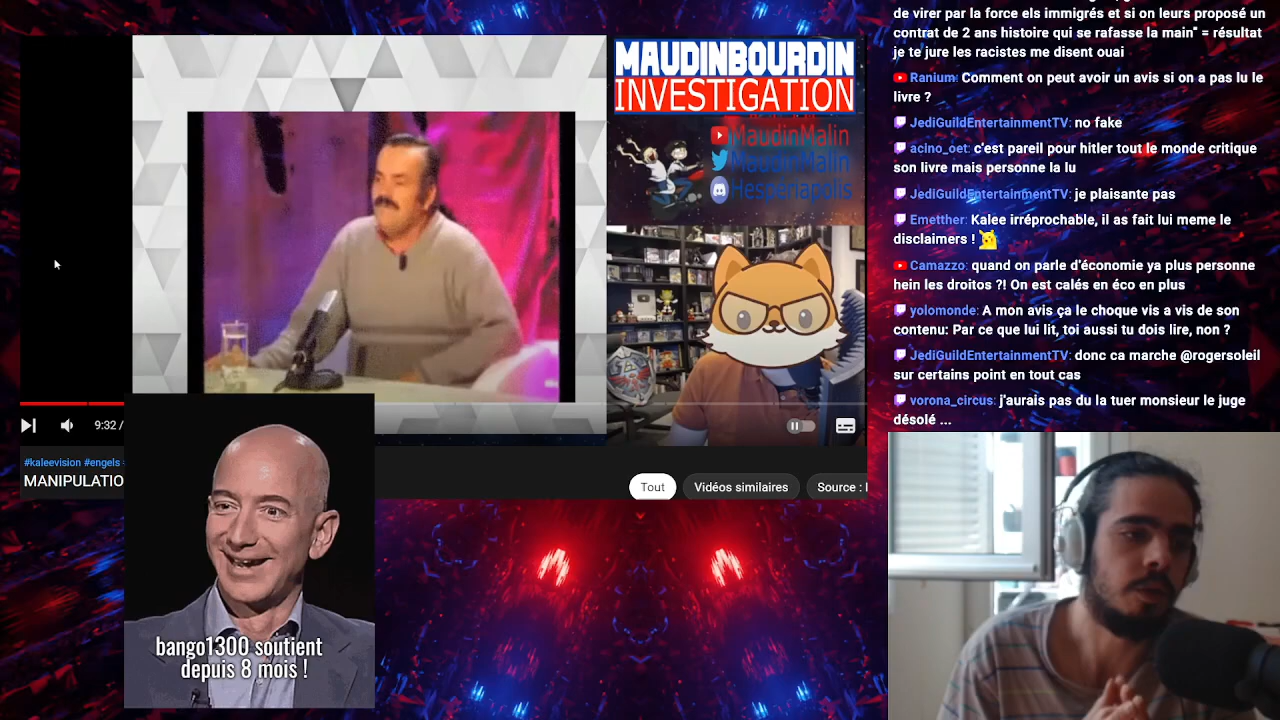 MAUDINBOURDIN
INVESTIGATION
MaudinMalin
MaudinMalin
Hespériapolis
9:32 /
#kaleevision #engels
MANIPULATIO
Tout
Vidéos similaires
Source :
bango1300 soutient
depuis 8 mois !
de virer par la force els immigrés et si on leurs proposé un
contrat de 2 ans histoire qui se rafasse la main" = résultat
je te jure les racistes me disent ouai
Ranium: Comment on peut avoir un avis si on a pas lu le
livre ?
JediGuildEntertainmentTV: no fake
acino_oet: c'est pareil pour hitler tout le monde critique
son livre mais personne la lu
JediGuildEntertainmentTV: je plaisante pas
Emetther: Kalee irréprochable, il as fait lui meme le
disclaimers !
Camazzo: quand on parle d'économie ya plus personne
hein les droitos ?! On est calés en éco en plus
yolomonde: A mon avis ça le choque vis a vis de son
contenu: Par ce que lui lit, toi aussi tu dois lire, non ?
JediGuildEntertainmentTV: donc ca marche @rogersoleil
sur certains point en tout cas
vorona_circus: j'aurais pas du la tuer monsieur le juge
désolé ...